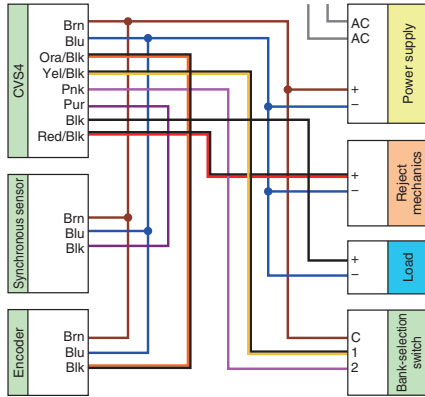 CVS4
Brn
Blu
Ora/Blk
Yel/Blk
Pnk
Pur
Blk
Red/Blk
Synchronous sensor
Brn
Blu
Blk
Encoder
Brn
Blu
Blk
AC
AC
+
−
Power supply
+
−
Reject
mechanics
+
−
Load
C
1
2
Bank-selection
switch